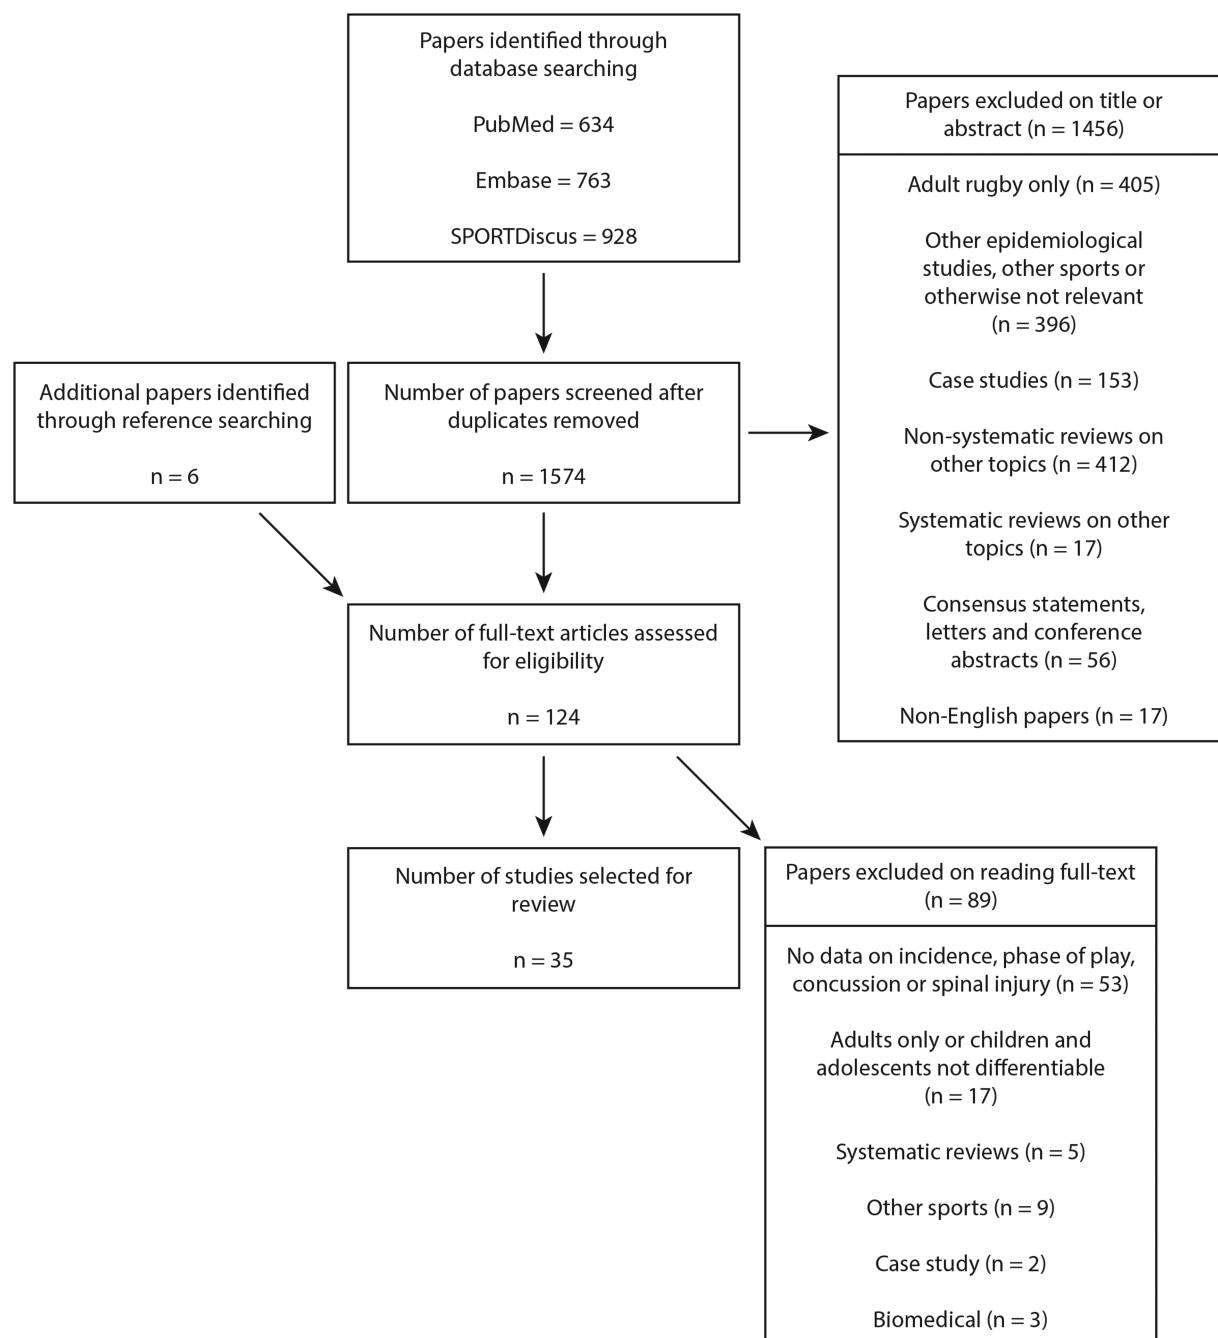 Papers identified through
database searching
PubMed = 634
Embase = 763
SPORTDiscus = 928
Papers excluded on title or
abstract (n = 1456)
Adult rugby only (n = 405)
Other epidemiological
studies, other sports or
otherwise not relevant
(n = 396)
Case studies (n = 153)
Non-systematic reviews on
other topics (n = 412)
Systematic reviews on other
topics (n = 17)
Consensus statements,
letters and conference
abstracts (n = 56)
Non-English papers (n = 17)
Additional papers identified
through reference searching
n = 6
Number of papers screened after
duplicates removed
n = 1574
Number of full-text articles assessed
for eligibility
n = 124
Number of studies selected for
review
n = 35
Papers excluded on reading full-text
(n = 89)
No data on incidence, phase of play,
concussion or spinal injury (n = 53)
Adults only or children and
adolescents not differentiable
(n = 17)
Systematic reviews (n = 5)
Other sports (n = 9)
Case study (n = 2)
Biomedical (n = 3)